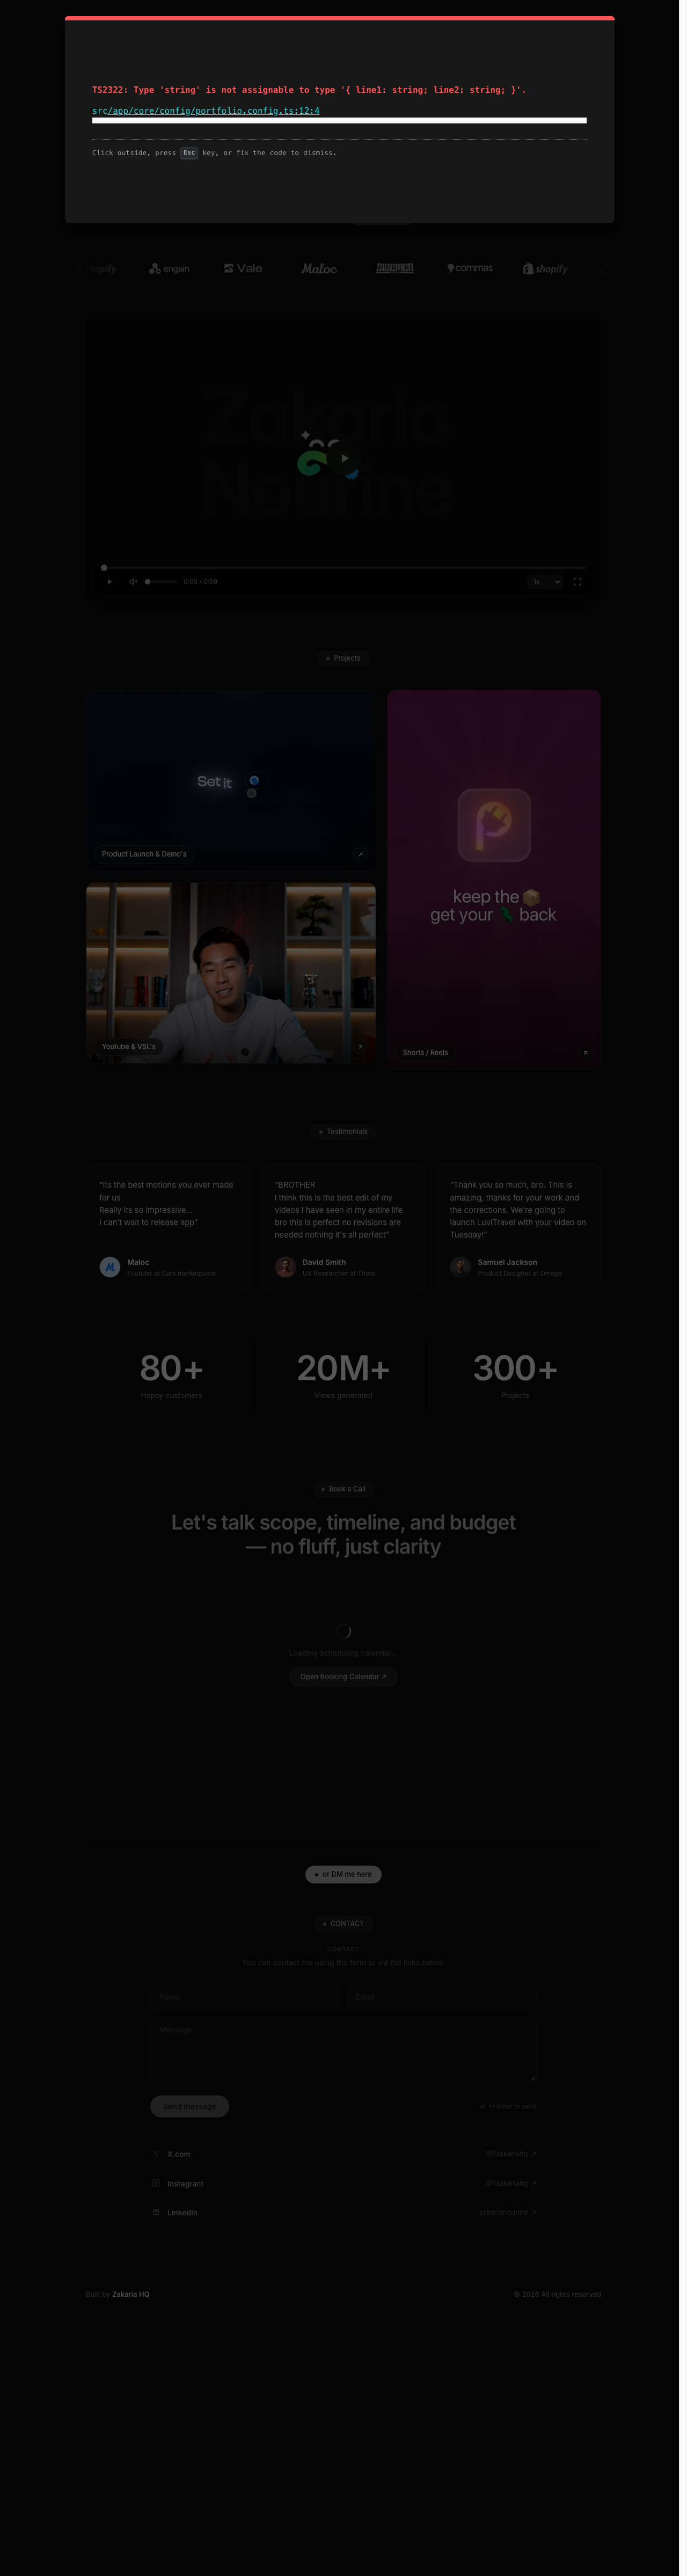 TS2322: Type 'string' is not assignable to type '{ line1: string; line2: string; }'.
src/app/core/config/portfolio.config.ts:12:4
Click outside, press Esc key, or fix the code to dismiss.
shopify
engain
Vale
Maloc
SIDEMEN
commas
shopify
Zakaria
Nourine
0:00 / 0:59
1x
Projects
Set it
Product Launch & Demo's
keep the
get your back
Youtube & VSL's
Shorts / Reels
Testimonials
"Its the best motions you ever made
for us
Really Its so impressive...
I can't wait to release app"
Maloc
Founder at Cars marketplace
"BROTHER
I think this is the best edit of my
videos I have seen in my entire life
bro this is perfect no revisions are
needed nothing it's all perfect"
David Smith
UX Researcher at Theta
"Thank you so much, bro. This is
amazing, thanks for your work and
the corrections. We're going to
launch LuviTravel with your video on
Tuesday!"
Samuel Jackson
Product Designer at Omega
80+
Happy customers
20M+
Views generated
300+
Projects
Book a Call
Let's talk scope, timeline, and budget
— no fluff, just clarity
Loading scheduling calendar...
Open Booking Calendar ↗
or DM me here
CONTACT
CONTACT
You can contact me using the form or via the links below.
Name
Email
Message
Send message
Enter to send
X.com
Instagram
Linkedin
zakarianourine ↗
Built by Zakaria HQ
© 2026 All rights reserved